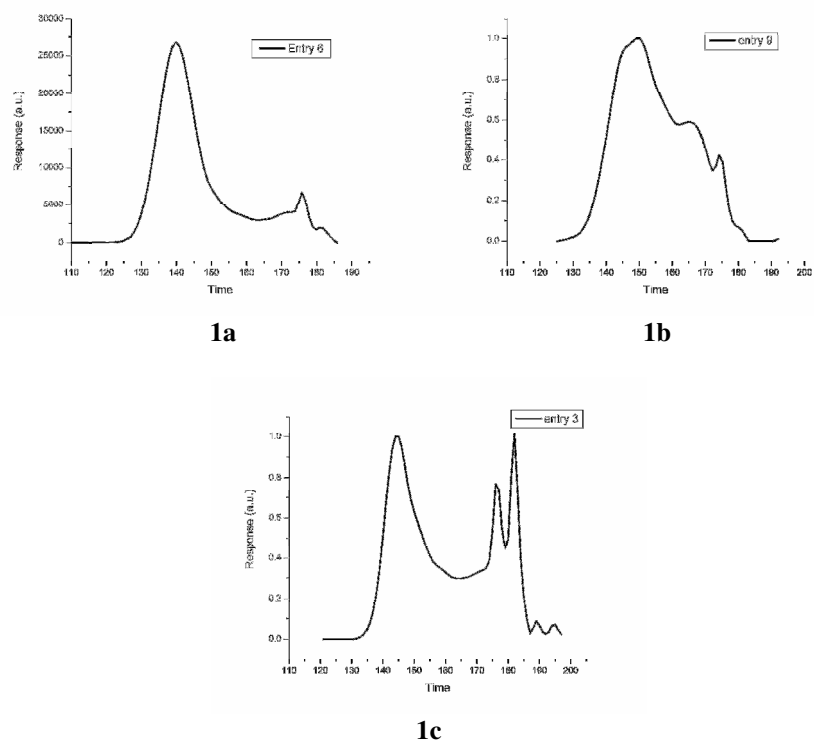 30000
25000
20000
15000
10000
5000
0
Response (a.u.)
Entry 6
110 120 130 140 150 160 170 180 190
Time
1a
1.0
0.8
0.6
0.4
0.2
0.0
Response (a.u.)
entry 9
110 120 130 140 150 160 170 180 190 200
Time
1b
1.0
0.8
0.6
0.4
0.2
0.0
Response (a.u.)
entry 3
110 120 130 140 150 160 170 180 190 200
Time
1c